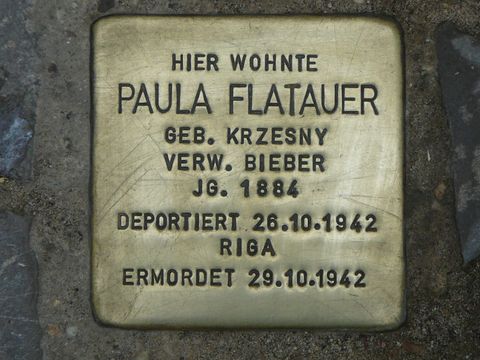 HIER WOHNTE
PAULA FLATAUER
GEB. KRZESNY
VERW. BIEBER
JG. 1884
DEPORTIERT 26.10.1942
RIGA
ERMORDET 29.10.1942